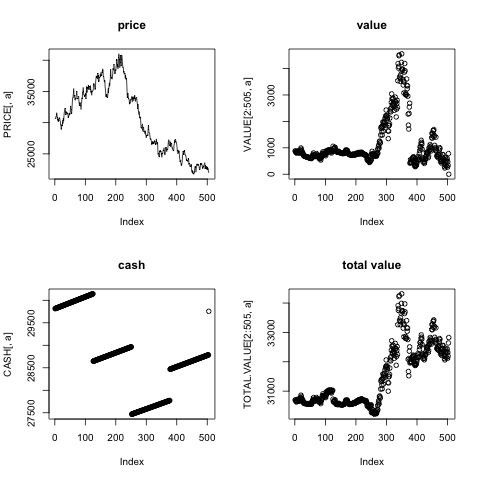 price
PRICE[, a]
25000 35000
0 100 200 300 400 500
Index
value
VALUE[2:505, a]
0 1000 3000
0 100 200 300 400 500
Index
cash
CASH[, a]
27500 28500 29500
0 100 200 300 400 500
Index
total value
TOTAL.VALUE[2:505, a]
31000 33000
0 100 200 300 400 500
Index